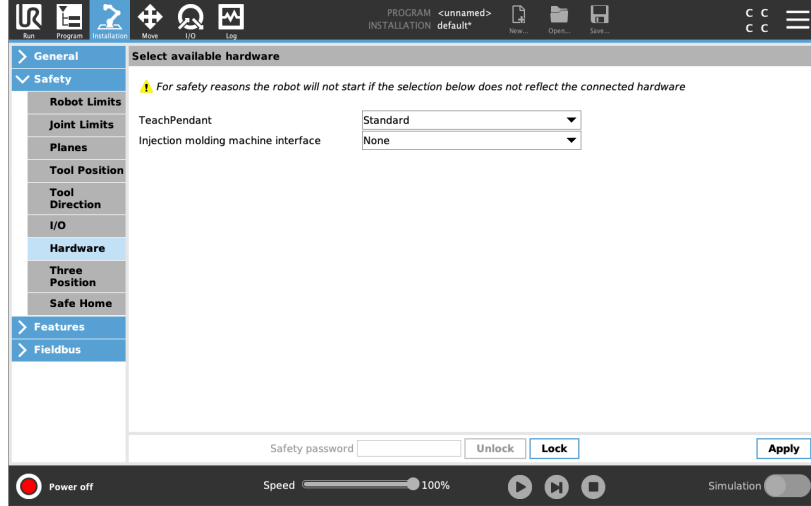 PROGRAM <unnamed>
INSTALLATION default*
UR
Run Program Installation Move I/O Log New... Open... Save...
C C
C C
General
Safety
Robot Limits
Joint Limits
Planes
Tool Position
Tool
Direction
I/O
Hardware
Three
Position
Safe Home
Features
Fieldbus
Select available hardware
For safety reasons the robot will not start if the selection below does not reflect the connected hardware
TeachPendant Standard
Injection molding machine interface None
Safety password Unlock Lock Apply
Power off Speed 100% Simulation